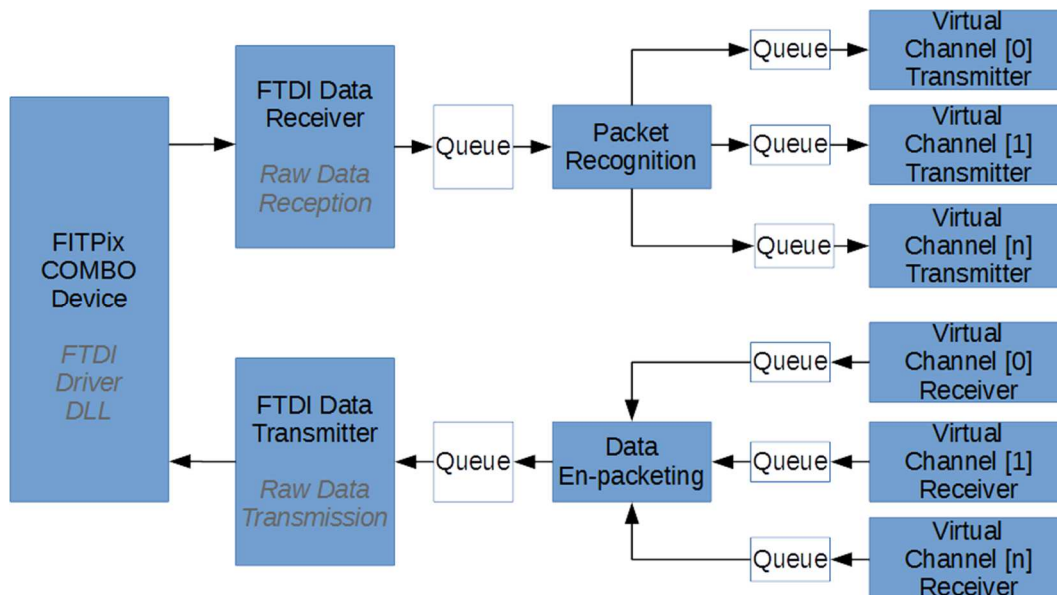 FITPix
COMBO
Device
FTDI
Driver
DLL
FTDI Data
Receiver
Raw Data
Reception
Queue
Packet
Recognition
Queue
Virtual
Channel [0]
Transmitter
Queue
Virtual
Channel [1]
Transmitter
Queue
Virtual
Channel [n]
Transmitter
FTDI Data
Transmitter
Raw Data
Transmission
Queue
Data
En-packeting
Queue
Virtual
Channel [0]
Receiver
Queue
Virtual
Channel [1]
Receiver
Queue
Virtual
Channel [n]
Receiver